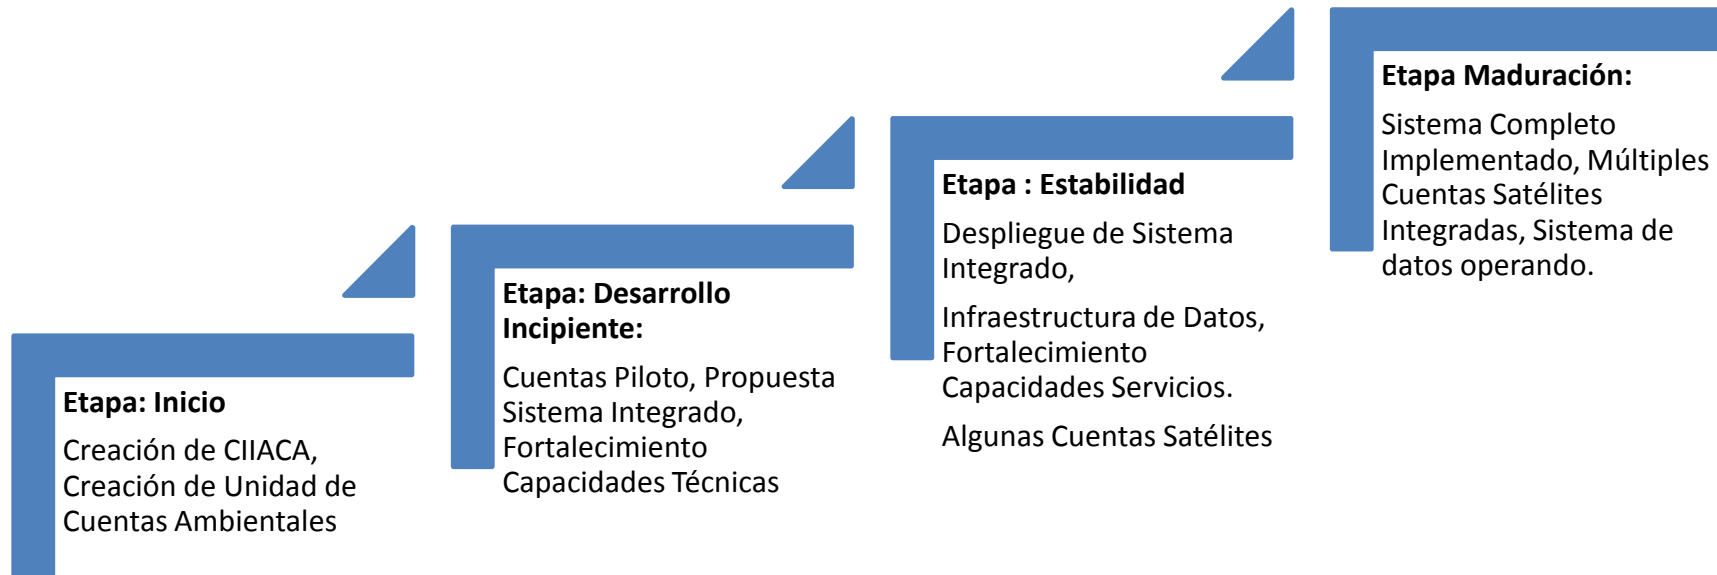 Etapa: Inicio
Creación de CIIACA,
Creación de Unidad de
Cuentas Ambientales
Etapa: Desarrollo
Incipiente:
Cuentas Piloto, Propuesta
Sistema Integrado,
Fortalecimiento
Capacidades Técnicas
Etapa : Estabilidad
Despliegue de Sistema
Integrado,
Infraestructura de Datos,
Fortalecimiento
Capacidades Servicios.
Algunas Cuentas Satélites
Etapa Maduración:
Sistema Completo
Implementado, Múltiples
Cuentas Satélites
Integradas, Sistema de
datos operando.